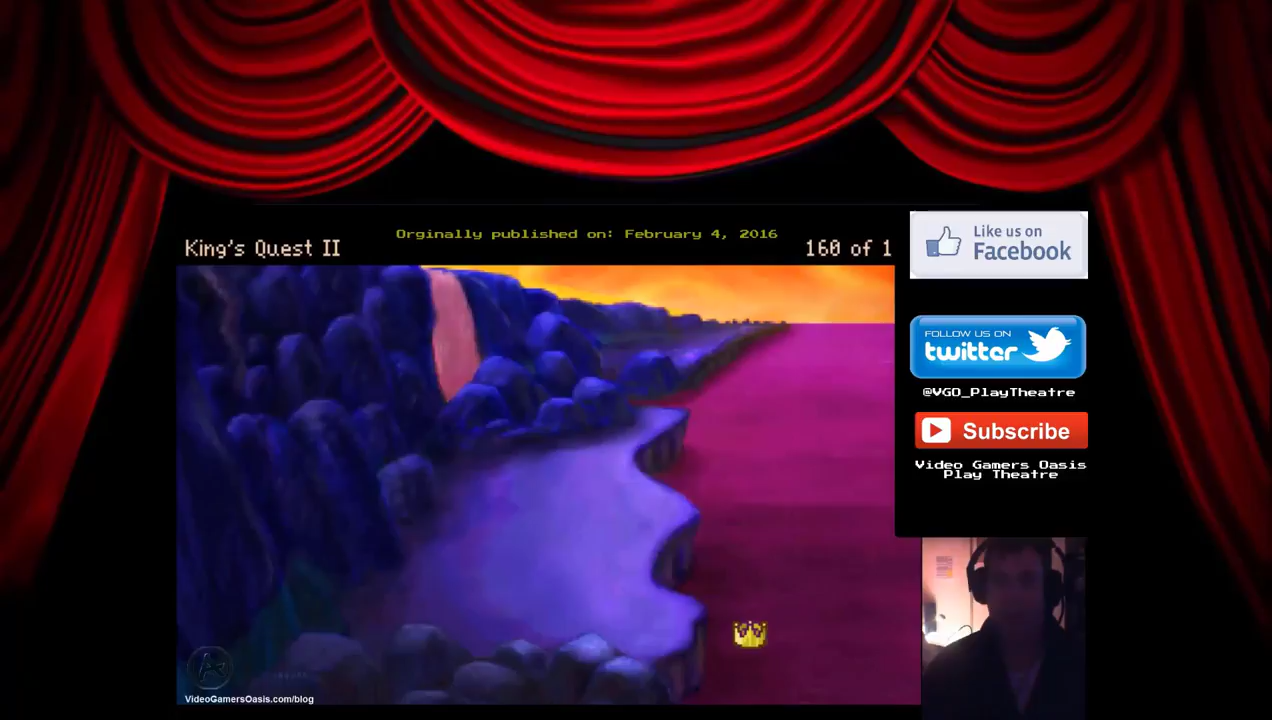 Orginally published on: February 4, 2016
King's Quest II
160 of 1
Like us on
Facebook
FOLLOW US ON
twitter
@VGO_PlayTheatre
Subscribe
Video Gamers Oasis
Play Theatre
VideoGamersOasis.com/blog